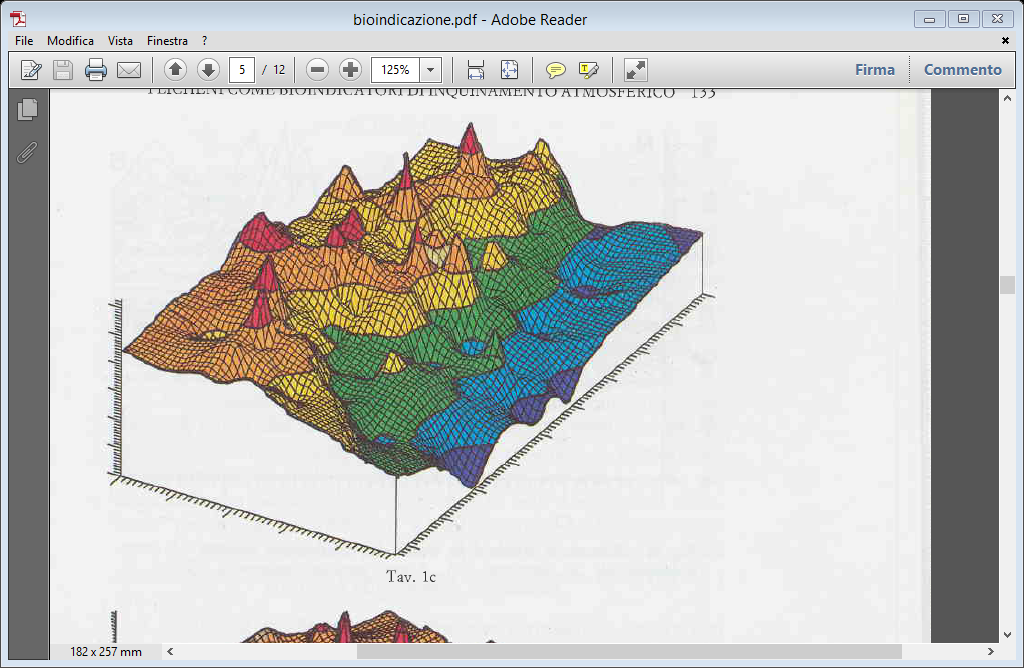 bioindicazione.pdf - Adobe Reader
File Modifica Vista Finestra ?
5 / 12 125% Firma Commento
I LICHENI COME BIOINDICATORI DI INQUINAMENTO ATMOSFERICO 133
Tav. 1c
182 x 257 mm